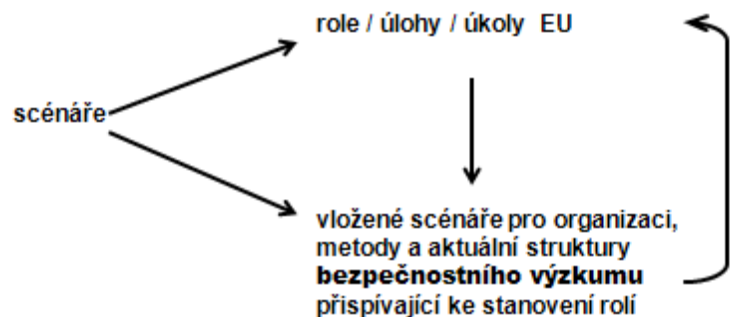 role / úlohy / úkoly EU
scénáře
vložené scénáře pro organizaci,
metody a aktuální struktury
bezpečnostního výzkumu
přispívající ke stanovení rolí